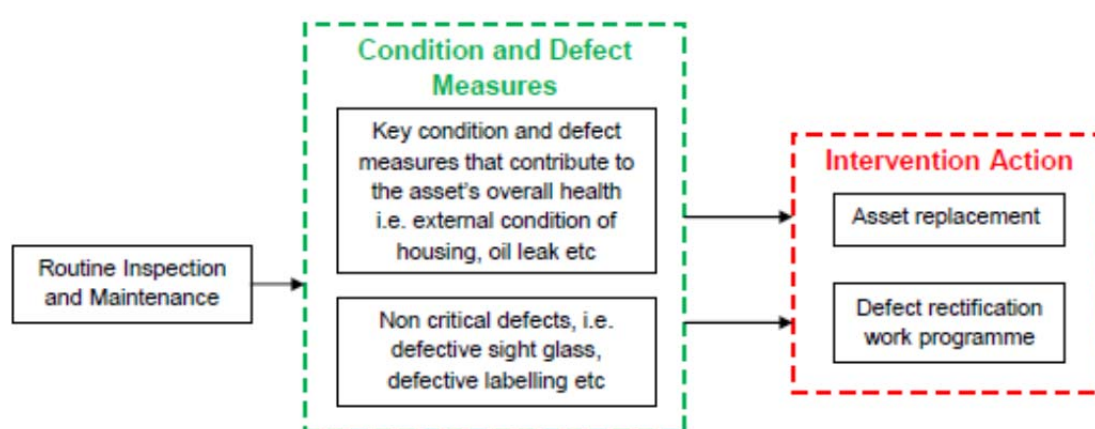 Condition and Defect
Measures
Key condition and defect
measures that contribute to
the asset's overall health
i.e. external condition of
housing, oil leak etc
Intervention Action
Asset replacement
Routine Inspection
and Maintenance
Non critical defects, i.e.
defective sight glass,
defective labelling etc
Defect rectification
work programme